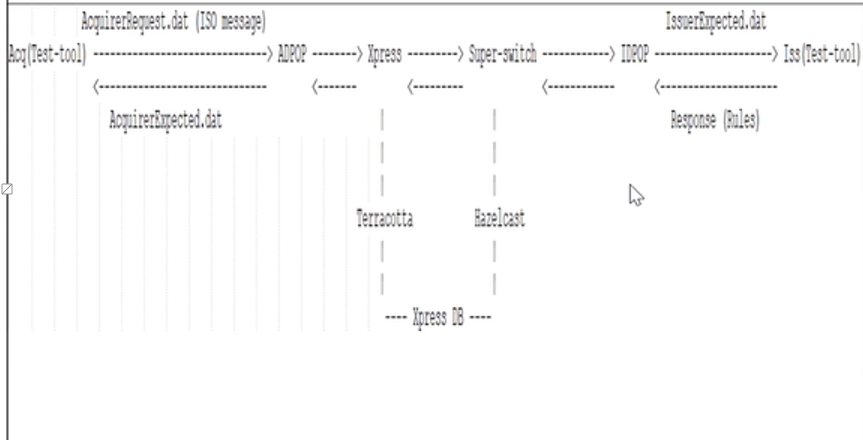 AcquirerRequest.dat (ISO message) IssuerExpected.dat
Acq(Test-tool) -------------------------------> ADPOP --------> Xpress ---------> Super-switch ------------> IDPOP ---------------------> Iss(Test-tool)
<------------------------------ <------- <--------- <------------ <---------------------
AcquirerExpected.dat | | Response (Rules)
| |
| |
Terracotta Hazelcast
| |
| |
---- Xpress DB ----